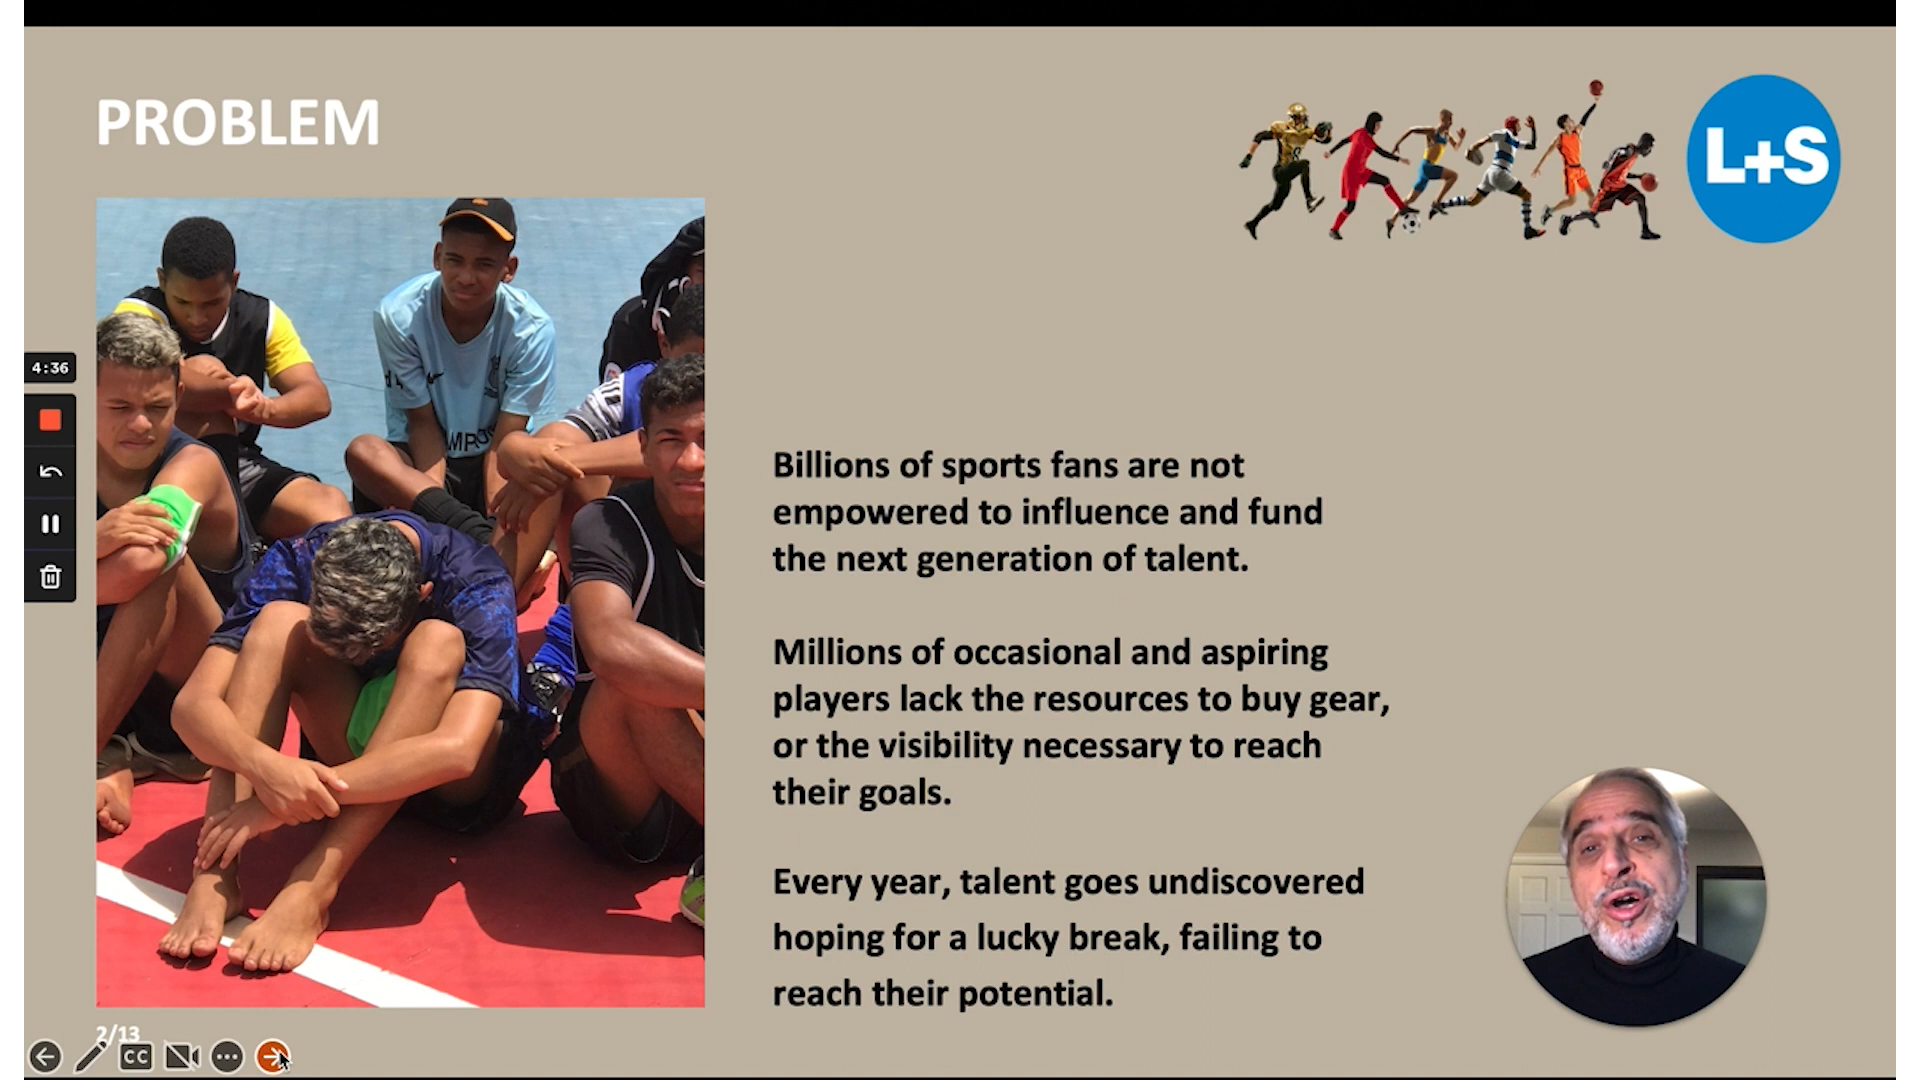 PROBLEM
L+S
4:36
Billions of sports fans are not
empowered to influence and fund
the next generation of talent.
Millions of occasional and aspiring
players lack the resources to buy gear,
or the visibility necessary to reach
their goals.
Every year, talent goes undiscovered
hoping for a lucky break, failing to
reach their potential.
2/13
CC